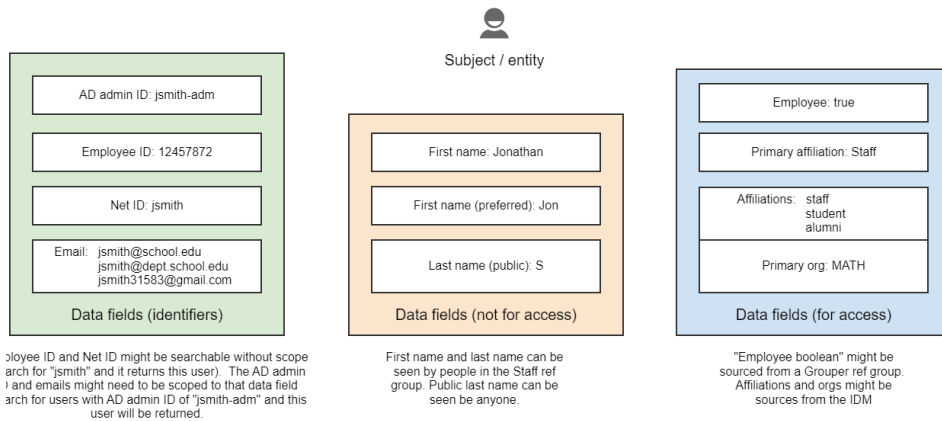 Subject / entity
AD admin ID: jsmith-adm
Employee ID: 12457872
Net ID: jsmith
Email: jsmith@school.edu
jsmith@dept.school.edu
jsmith31583@gmail.com
Data fields (identifiers)
ployee ID and Net ID might be searchable without scope
arch for "jsmith" and it returns this user). The AD admin
and emails might need to be scoped to that data field
arch for users with AD admin ID of "jsmith-adm" and this
user will be returned.
First name: Jonathan
First name (preferred): Jon
Last name (public): S
Data fields (not for access)
First name and last name can be
seen by people in the Staff ref
group. Public last name can be
seen be anyone.
Employee: true
Primary affiliation: Staff
Affiliations: staff
student
alumni
Primary org: MATH
Data fields (for access)
"Employee boolean" might be
sourced from a Grouper ref group.
Affiliations and orgs might be
sources from the IDM